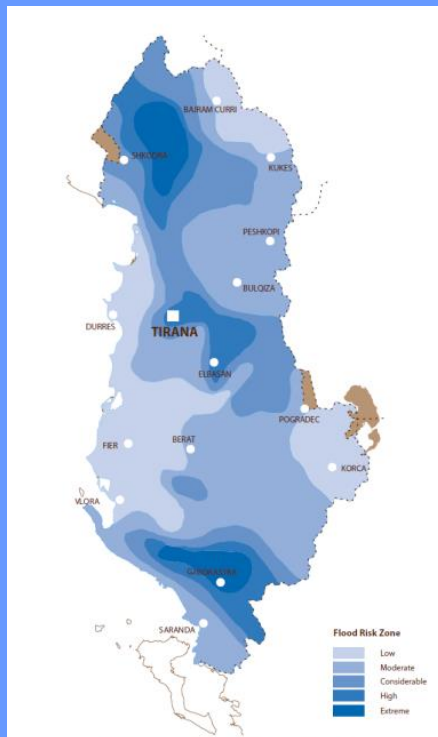 BAJRAM CURRI
SHKODRA
KUKES
PESHKOPI
BULQIZA
DURRES
TIRANA
ELBASAN
POGRADEC
FIER
BERAT
KORCA
VLORA
GJIROKASTRA
SARANDA
Flood Risk Zone
Low
Moderate
Considerable
High
Extreme